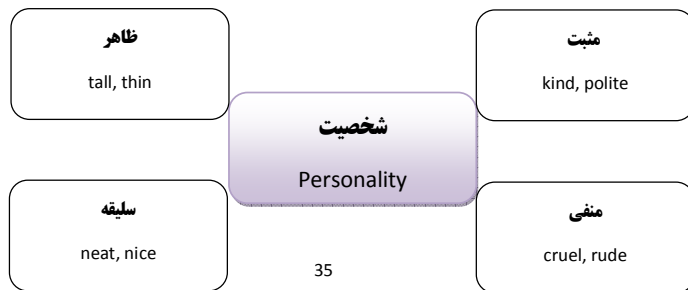 ظاهر
tall, thin
مثبت
kind, polite
شخصیت
Personality
سلیقه
neat, nice
منفی
cruel, rude
35